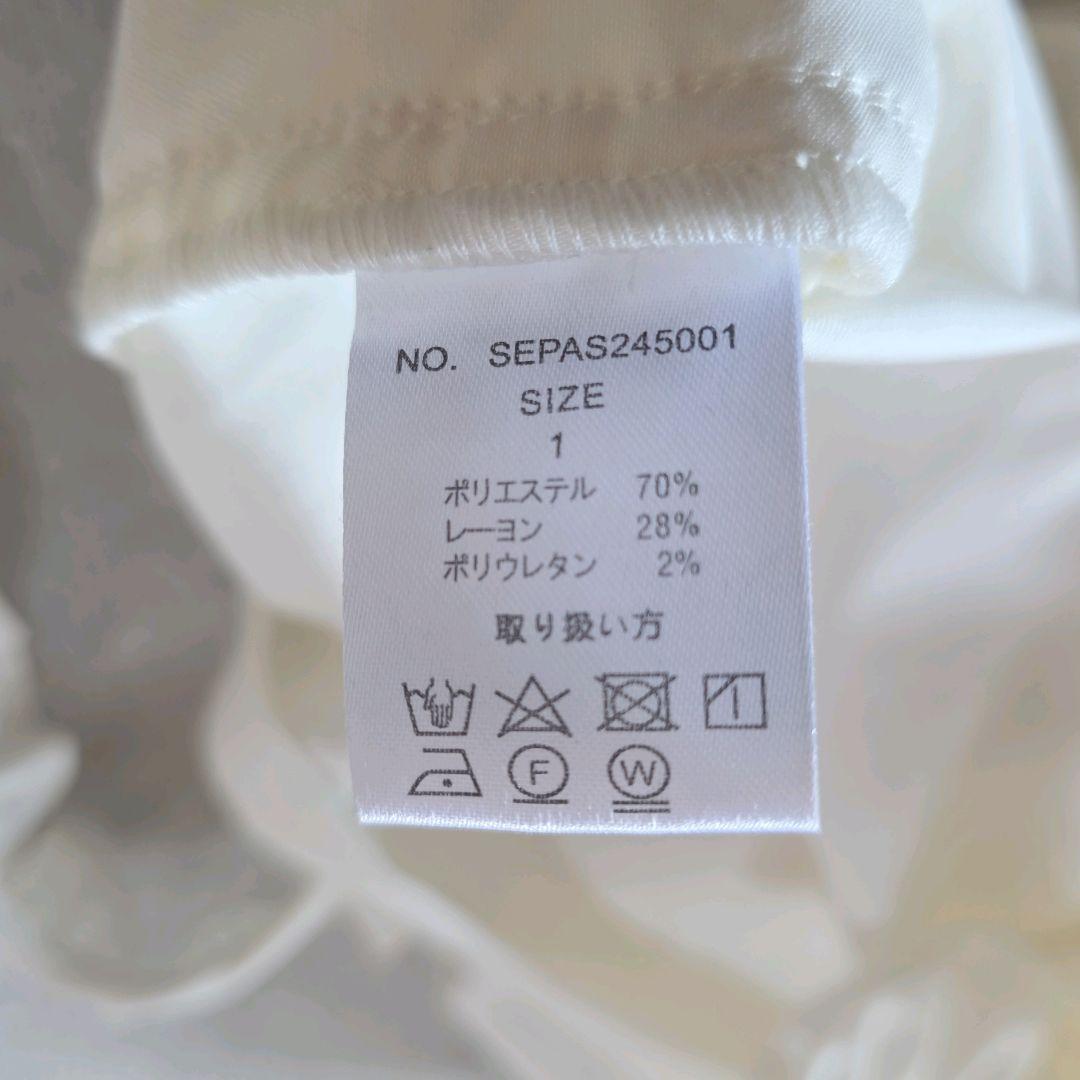 NO. SEPAS245001
SIZE
1
ポリエステル 70%
レーヨン 28%
ポリウレタン 2%
取り扱い方
F W